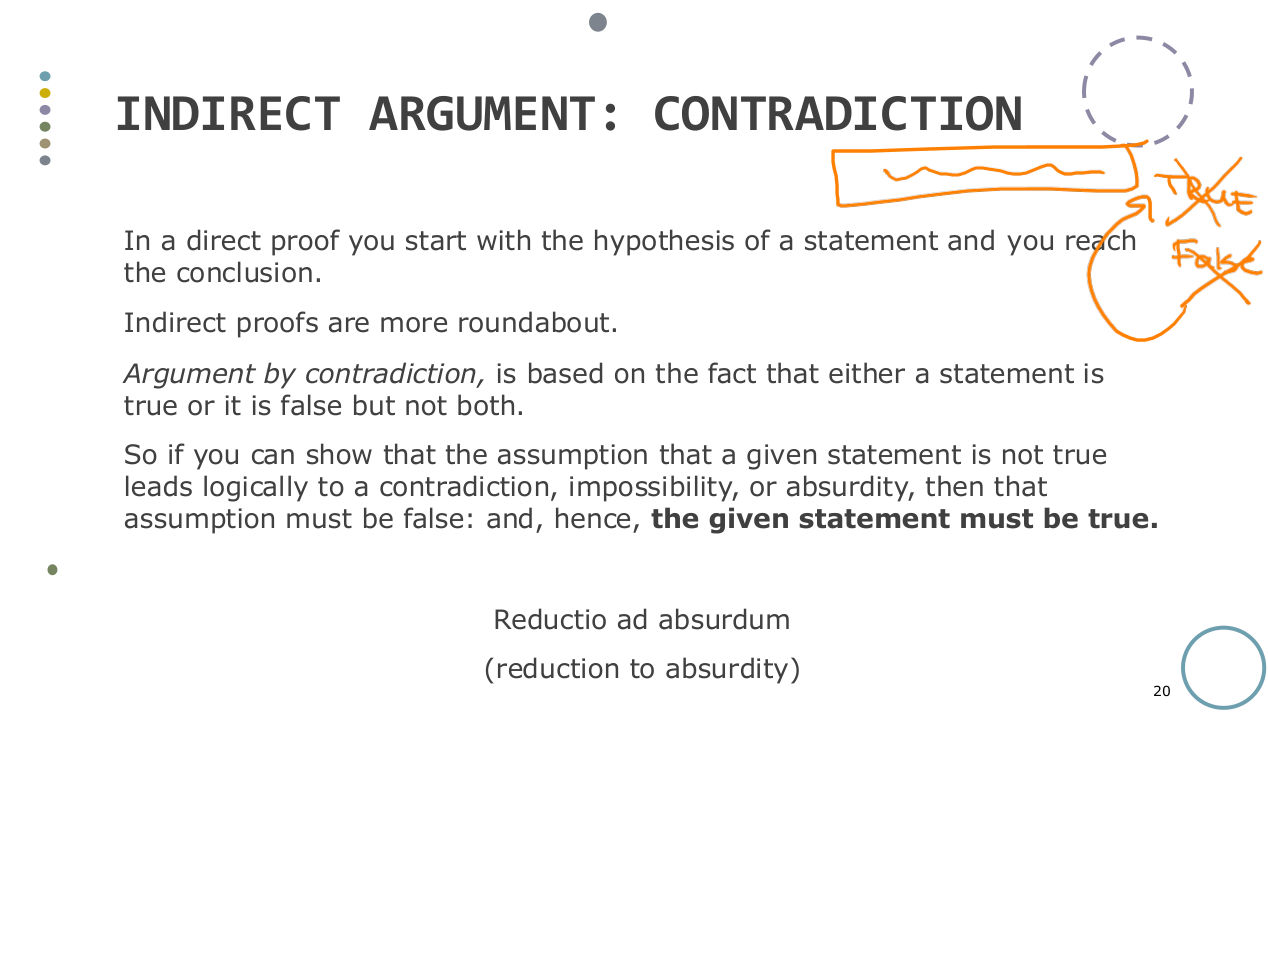 INDIRECT ARGUMENT: CONTRADICTION
TRUE
False
In a direct proof you start with the hypothesis of a statement and you reach
the conclusion.
Indirect proofs are more roundabout.
Argument by contradiction, is based on the fact that either a statement is
true or it is false but not both.
So if you can show that the assumption that a given statement is not true
leads logically to a contradiction, impossibility, or absurdity, then that
assumption must be false: and, hence, the given statement must be true.
Reductio ad absurdum
(reduction to absurdity)
20